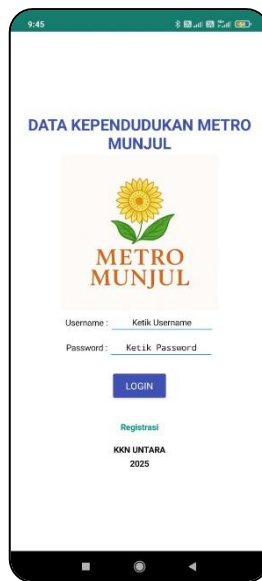 9:45
DATA KEPENDUDUKAN METRO
MUNJUL
METRO
MUNJUL
Username :
Ketik Username
Password :
Ketik Password
LOGIN
Registrasi
KKN UNTARA
2025